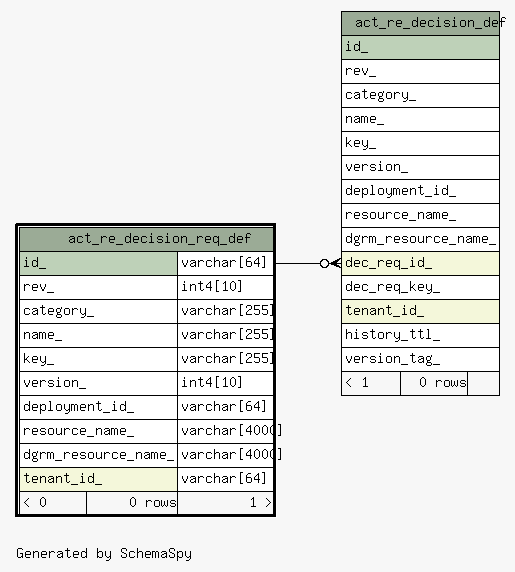 act_re_decision_def
id_
rev_
category_
name_
key_
version_
deployment_id_
resource_name_
dgrm_resource_name_
dec_req_id_
dec_req_key_
tenant_id_
history_ttl_
version_tag_
< 1 0 rows
act_re_decision_req_def
id_ varchar[64]
rev_ int4[10]
category_ varchar[255]
name_ varchar[255]
key_ varchar[255]
version_ int4[10]
deployment_id_ varchar[64]
resource_name_ varchar[4000]
dgrm_resource_name_ varchar[4000]
tenant_id_ varchar[64]
< 0 0 rows 1 >
Generated by SchemaSpy